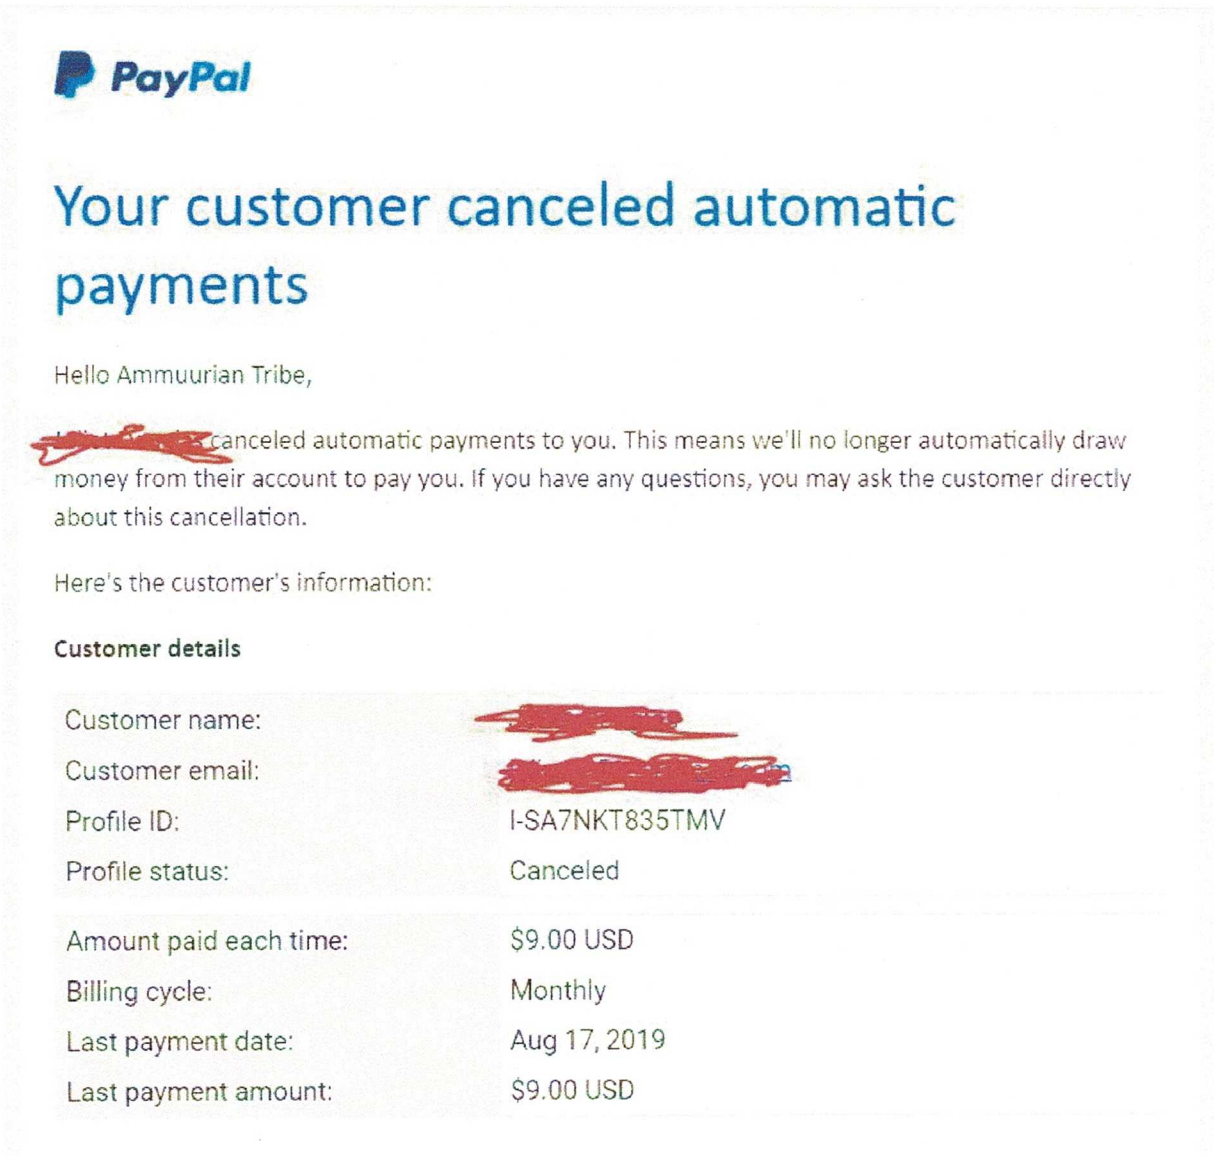 PayPal
Your customer canceled automatic
payments
Hello Ammuurian Tribe,
canceled automatic payments to you. This means we'll no longer automatically draw
money from their account to pay you. If you have any questions, you may ask the customer directly
about this cancellation.
Here's the customer's information:
Customer details
Customer name:
Customer email:
Profile ID: I-SA7NKT835TMV
Profile status: Canceled
Amount paid each time: $9.00 USD
Billing cycle: Monthly
Last payment date: Aug 17, 2019
Last payment amount: $9.00 USD